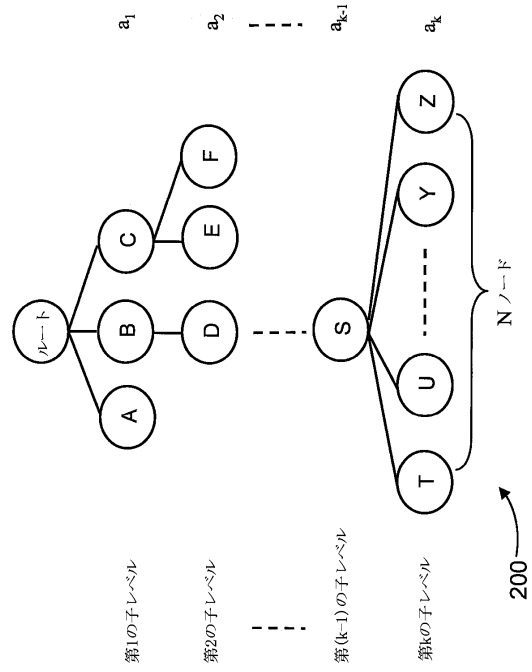 ルート
第1の子レベル A B C a1
第2の子レベル D E F a2
第(k-1)の子レベル S ak-1
第kの子レベル T U Y Z ak
Nノード
200